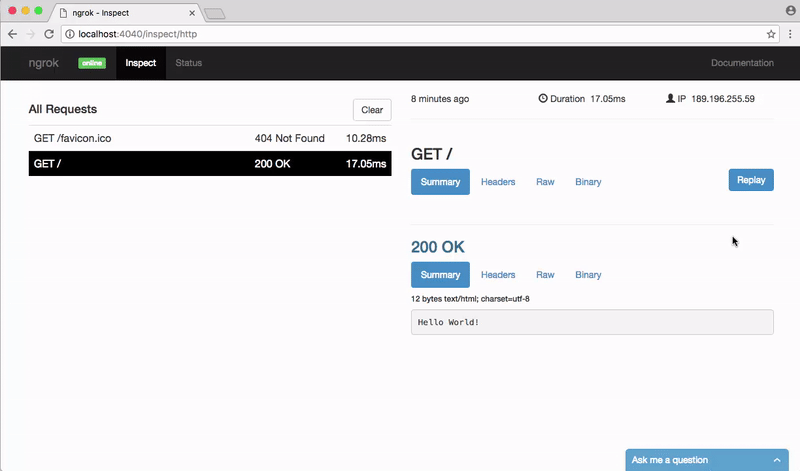 ngrok - Inspect
localhost:4040/inspect/http
ngrok online Inspect Status Documentation
All Requests Clear
GET /favicon.ico 404 Not Found 10.28ms
GET / 200 OK 17.05ms
8 minutes ago Duration 17.05ms IP 189.196.255.59
GET /
Summary Headers Raw Binary Replay
200 OK
Summary Headers Raw Binary
12 bytes text/html; charset=utf-8
Hello World!
Ask me a question